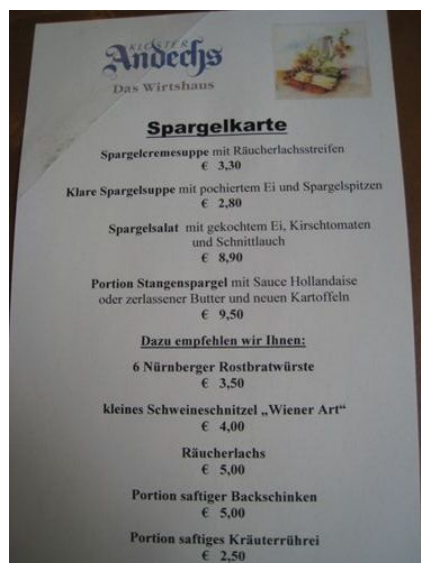 KLOSTER
Andechs
Das Wirtshaus
Spargelkarte
Spargelcremesuppe mit Räucherlachsstreifen
€ 3,30
Klare Spargelsuppe mit pochiertem Ei und Spargelspitzen
€ 2,80
Spargelsalat mit gekochtem Ei, Kirschtomaten
und Schnittlauch
€ 8,90
Portion Stangenspargel mit Sauce Hollandaise
oder zerlassener Butter und neuen Kartoffeln
€ 9,50
Dazu empfehlen wir Ihnen:
6 Nürnberger Rostbratwürste
€ 3,50
kleines Schweineschnitzel „Wiener Art“
€ 4,00
Räucherlachs
€ 5,00
Portion saftiger Backschinken
€ 5,00
Portion saftiges Kräuterrührei
€ 2,50